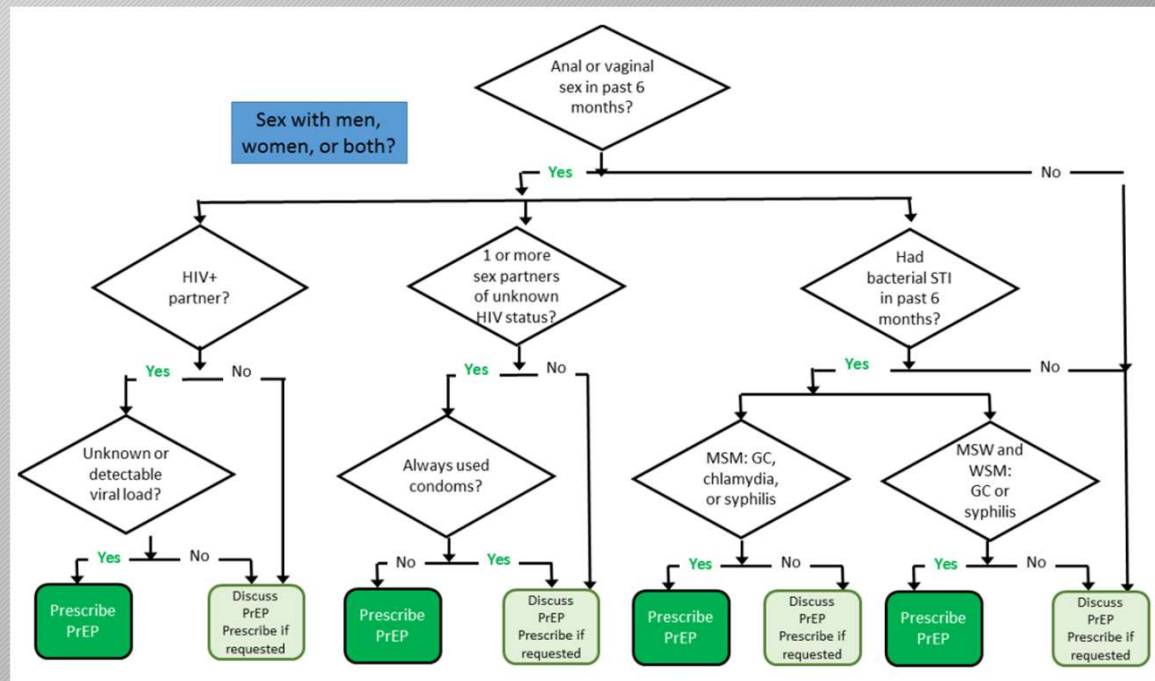 Anal or vaginal
sex in past 6
months?
Sex with men,
women, or both?
Yes
No
HIV+
partner?
1 or more
sex partners
of unknown
HIV status?
Had
bacterial STI
in past 6
months?
Yes
No
Yes
No
Yes
No
Unknown or
detectable
viral load?
Always used
condoms?
MSM: GC,
chlamydia,
or syphilis
MSW and
WSM:
GC or
syphilis
Yes
No
No
Yes
Yes
No
Yes
No
Prescribe
PrEP
Discuss
PrEP
Prescribe if
requested
Prescribe
PrEP
Discuss
PrEP
Prescribe if
requested
Prescribe
PrEP
Discuss
PrEP
Prescribe if
requested
Prescribe
PrEP
Discuss
PrEP
Prescribe if
requested